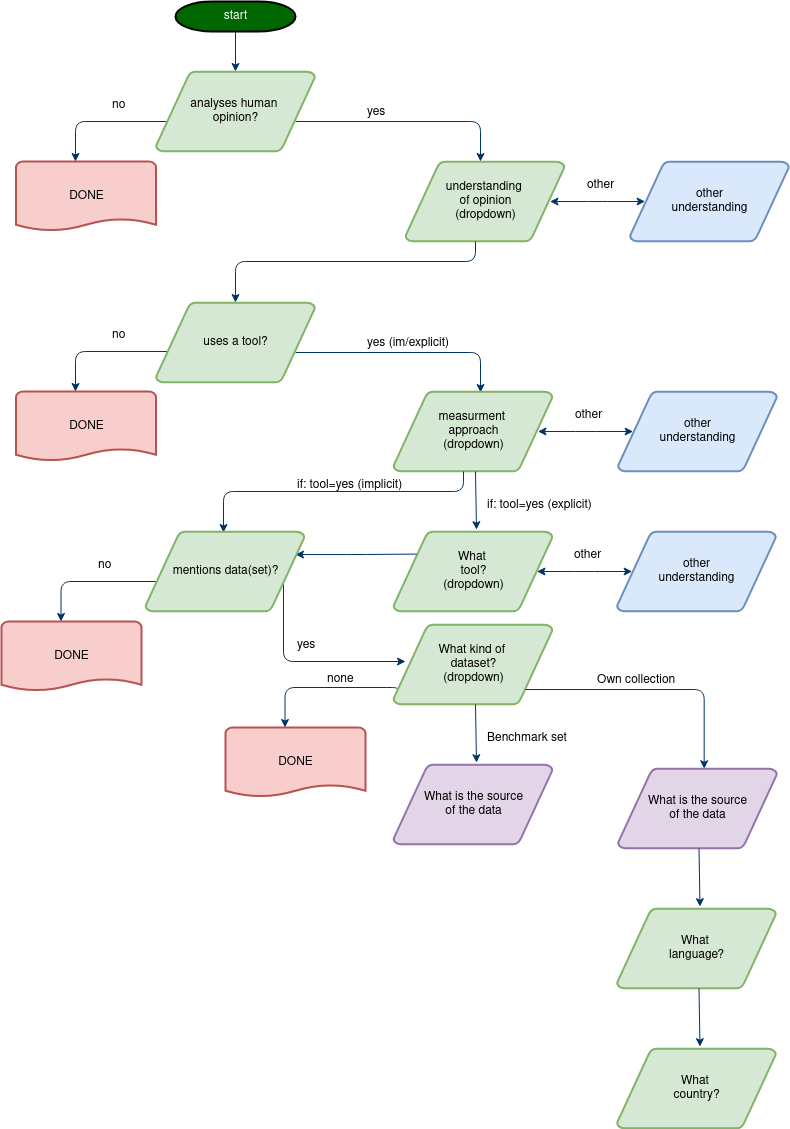 start
analyses human
opinion?
no
yes
DONE
understanding
of opinion
(dropdown)
other
other
understanding
uses a tool?
no
yes (im/explicit)
DONE
measurment
approach
(dropdown)
other
other
understanding
if: tool=yes (implicit)
if: tool=yes (explicit)
mentions data(set)?
What
tool?
(dropdown)
other
other
understanding
no
DONE
yes
What kind of
dataset?
(dropdown)
none
Own collection
DONE
Benchmark set
What is the source
of the data
What is the source
of the data
What
language?
What
country?